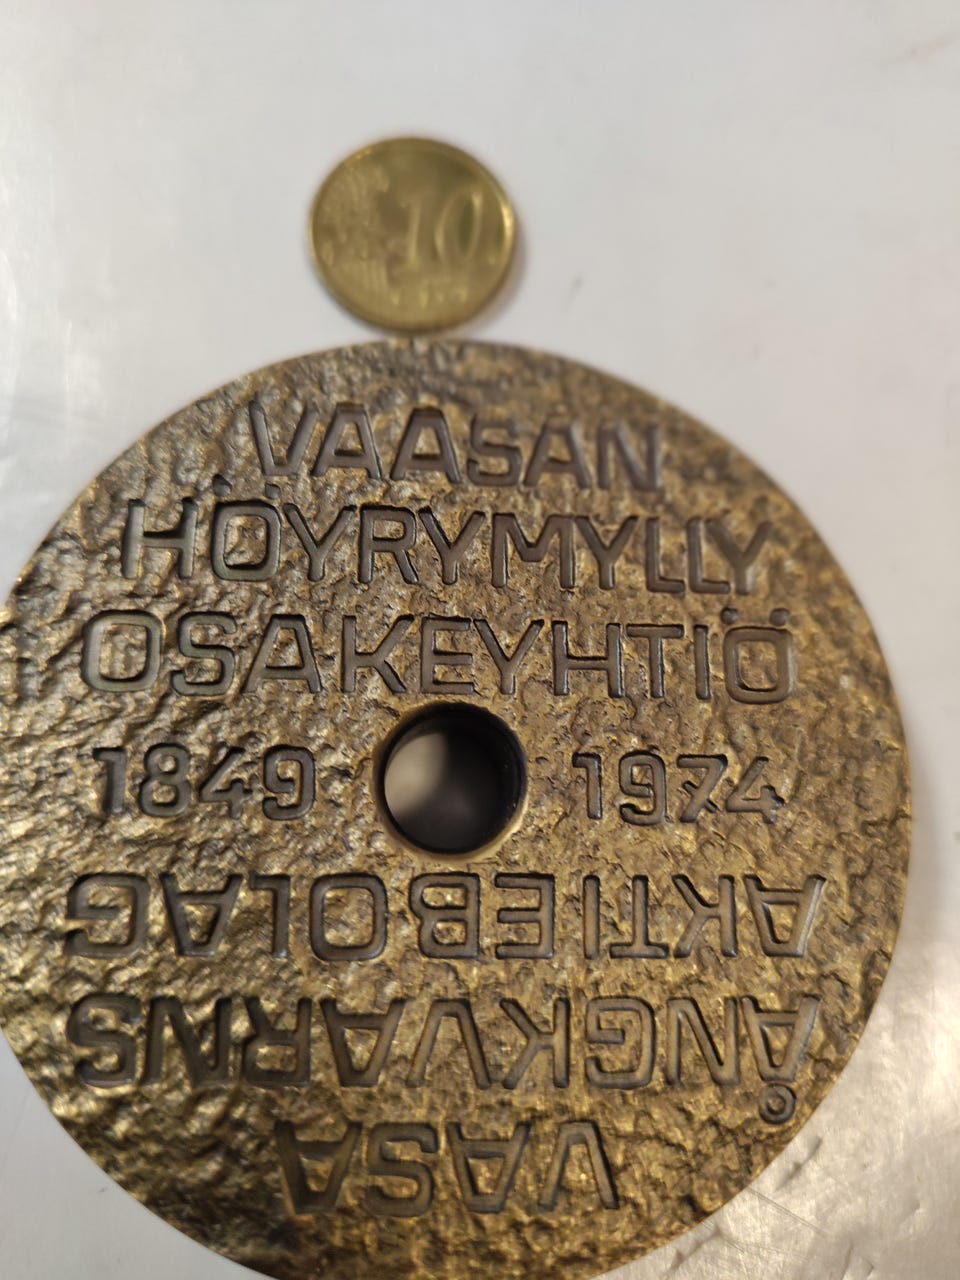 10
VAASAN
HÖYRYMYLLY
OSAKEYHTIÖ
1849 1974
VASA
ÅNGKVARNS
AKTIEBOLAG